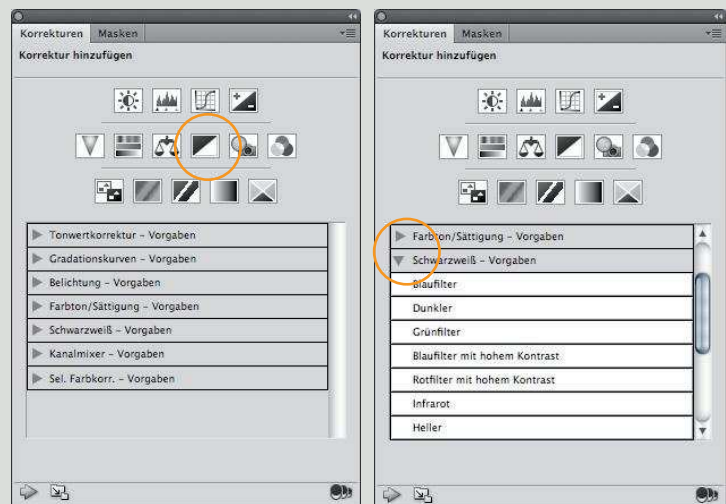 Korrekturen Masken
Korrektur hinzufügen
Tonwertkorrektur – Vorgaben
Gradationskurven – Vorgaben
Belichtung – Vorgaben
Farbton/Sättigung – Vorgaben
Schwarzweiß – Vorgaben
Kanalmixer – Vorgaben
Sel. Farbkorr. – Vorgaben
Korrekturen Masken
Korrektur hinzufügen
Farbton/Sättigung – Vorgaben
Schwarzweiß – Vorgaben
Blaufilter
Dunkler
Grünfilter
Blaufilter mit hohem Kontrast
Rotfilter mit hohem Kontrast
Infrarot
Heller